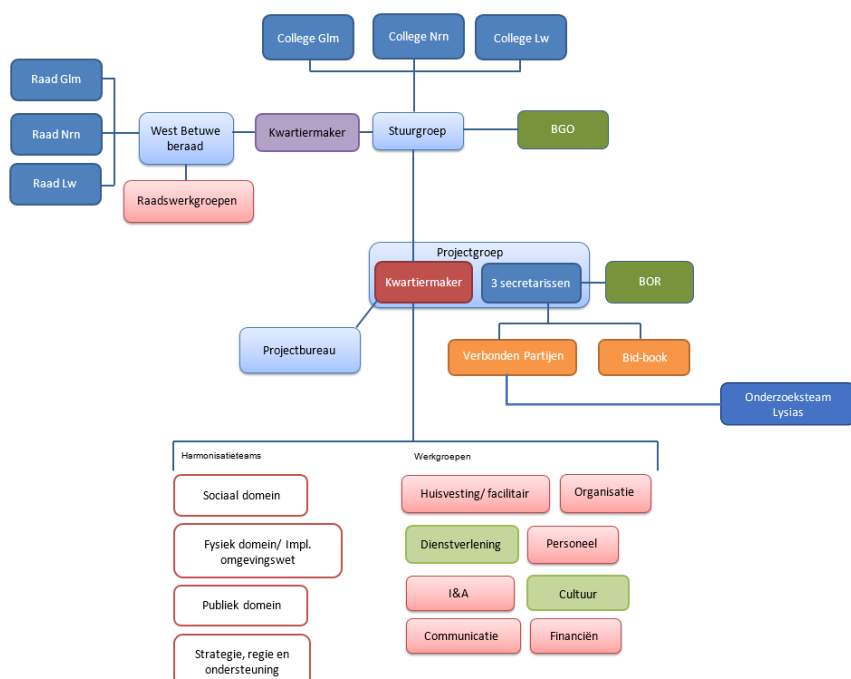 College Glm
College Nrn
College Lw
Raad Glm
Raad Nrn
Raad Lw
West Betuwe
beraad
Kwartiermaker
Stuurgroep
BGO
Raadswerkgroepen
Projectgroep
Kwartiermaker
3 secretarissen
BOR
Projectbureau
Verbonden Partijen
Bid-book
Onderzoeksteam
Lysias
Harmonisatieteams
Werkgroepen
Sociaal domein
Huisvesting/ facilitair
Organisatie
Fysiek domein/ Impl.
omgevingswet
Dienstverlening
Personeel
Publiek domein
I&A
Cultuur
Communicatie
Financiën
Strategie, regie en
ondersteuning